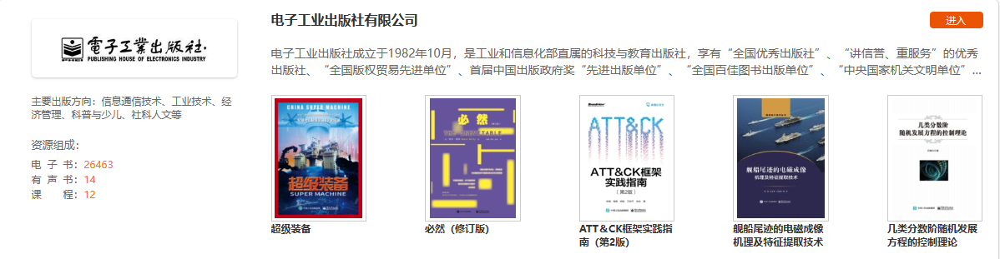 電子工業出版社.
PUBLISHING HOUSE OF ELECTRONICS INDUSTRY
主要出版方向：信息通信技术、工业技术、经
济管理、科普与少儿、社科人文等
资源组成：
电 子 书：26463
有 声 书：14
课 程：12
电子工业出版社有限公司
进入
电子工业出版社成立于1982年10月，是工业和信息化部直属的科技与教育出版社，享有“全国优秀出版社”、“讲信誉、重服务”的优秀
出版社、“全国版权贸易先进单位”、首届中国出版政府奖“先进出版单位”、“全国百佳图书出版单位”、“中央国家机关文明单位”...
CHINA SUPER MACHINE
超级装备
SUPER MACHINE
超级装备
必然
THE INEVITABLE
必然（修订版）
ATT&CK
ATT&CK框架
实践指南
（第2版）
ATT＆CK框架实践指
南（第2版）
舰船尾迹的电磁成像
机理及特征提取技术
舰船尾迹的电磁成像
机理及特征提取技术
几类分数阶
随机发展方程的控制理论
几类分数阶随机发展
方程的控制理论